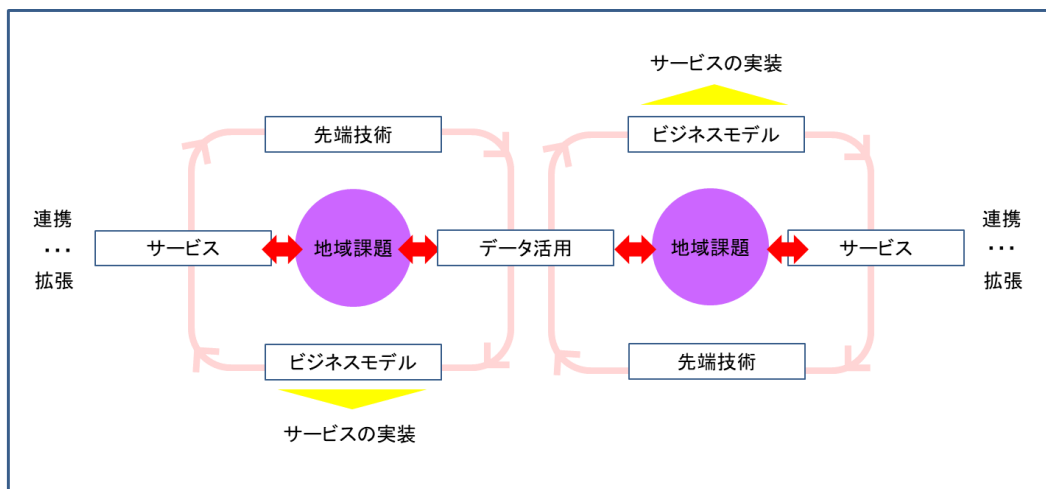 サービスの実装
先端技術
ビジネスモデル
連携
・・・
拡張
サービス
地域課題
データ活用
地域課題
サービス
連携
・・・
拡張
ビジネスモデル
先端技術
サービスの実装